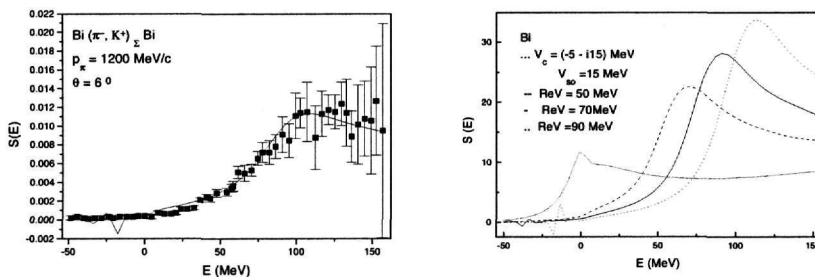 Bi (π⁻, K⁺) Σ Bi
pπ = 1200 MeV/c
θ = 6⁰
S(E)
0.022
0.020
0.018
0.016
0.014
0.012
0.010
0.008
0.006
0.004
0.002
0.000
-0.002
-50 0 50 100 150
E (MeV)
Bi
Vc = (-5 - i15) MeV
Vso = 15 MeV
ReV = 50 MeV
ReV = 70MeV
ReV =90 MeV
S (E)
30
20
10
0
-50 0 50 100 150
E (MeV)